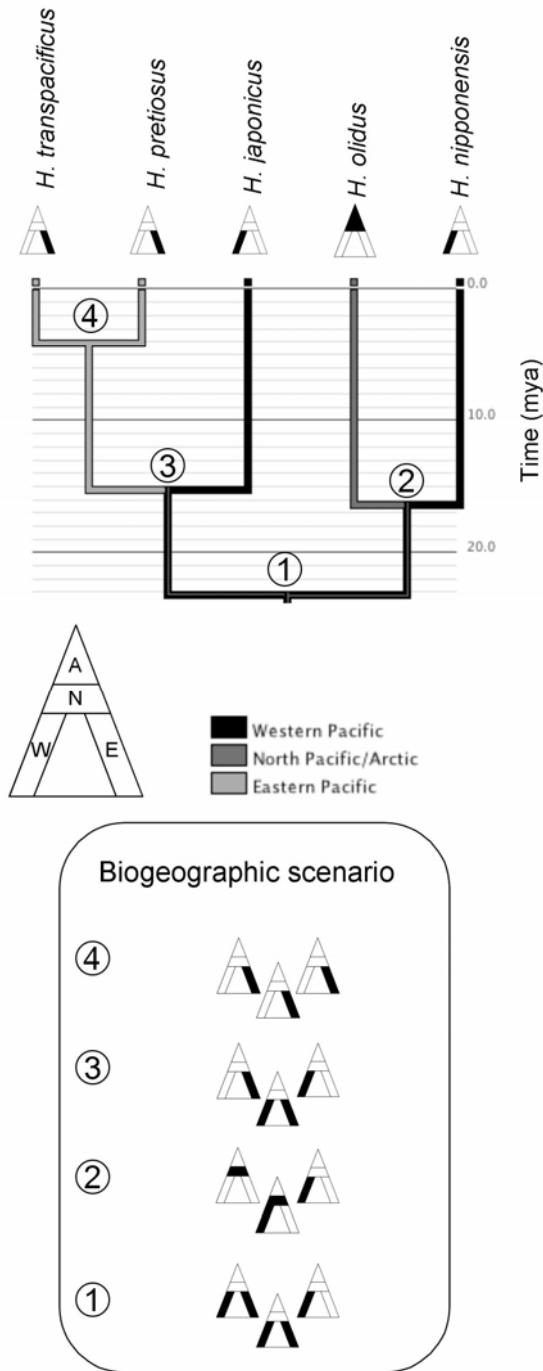 H. transpacificus
H. pretiosus
H. japonicus
H. olidus
H. nipponensis
0.0
4
10.0
3
2
20.0
1
Time (mya)
A
N
W E
Western Pacific
North Pacific/Arctic
Eastern Pacific
Biogeographic scenario
4
3
2
1